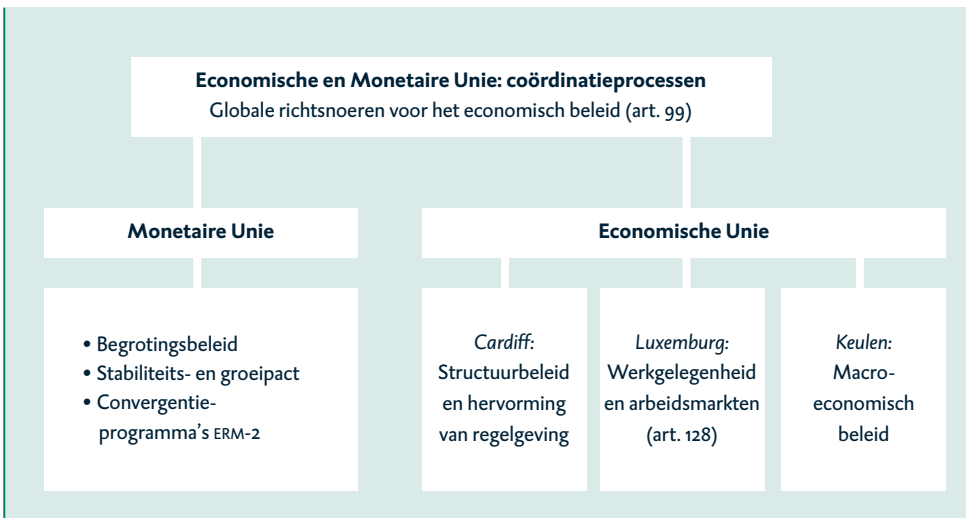 Economische en Monetaire Unie: coördinatieprocessen
Globale richtsnoeren voor het economisch beleid (art. 99)
Monetaire Unie
Economische Unie
• Begrotingsbeleid
• Stabiliteits- en groeipact
• Convergentie-
programma's ERM-2
Cardiff:
Structuurbeleid
en hervorming
van regelgeving
Luxemburg:
Werkgelegenheid
en arbeidsmarkten
(art. 128)
Keulen:
Macro-
economisch
beleid